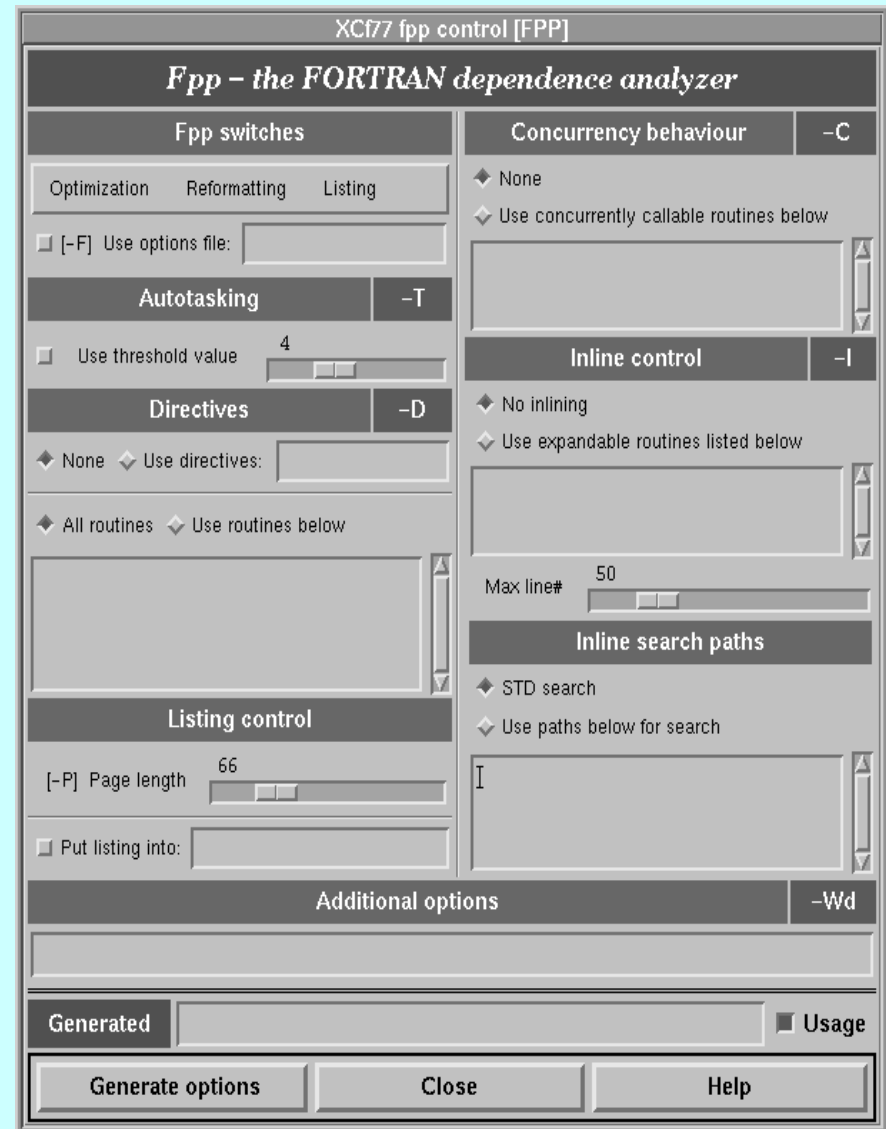 XCf77 fpp control [FPP]
Fpp – the FORTRAN dependence analyzer
Fpp switches
Optimization Reformatting Listing
[–F] Use options file:
Autotasking –T
Use threshold value 4
Directives –D
None Use directives:
All routines Use routines below
Listing control
[–P] Page length 66
Put listing into:
Concurrency behaviour –C
None
Use concurrently callable routines below
Inline control –I
No inlining
Use expandable routines listed below
Max line# 50
Inline search paths
STD search
Use paths below for search
Additional options –Wd
Generated Usage
Generate options Close Help